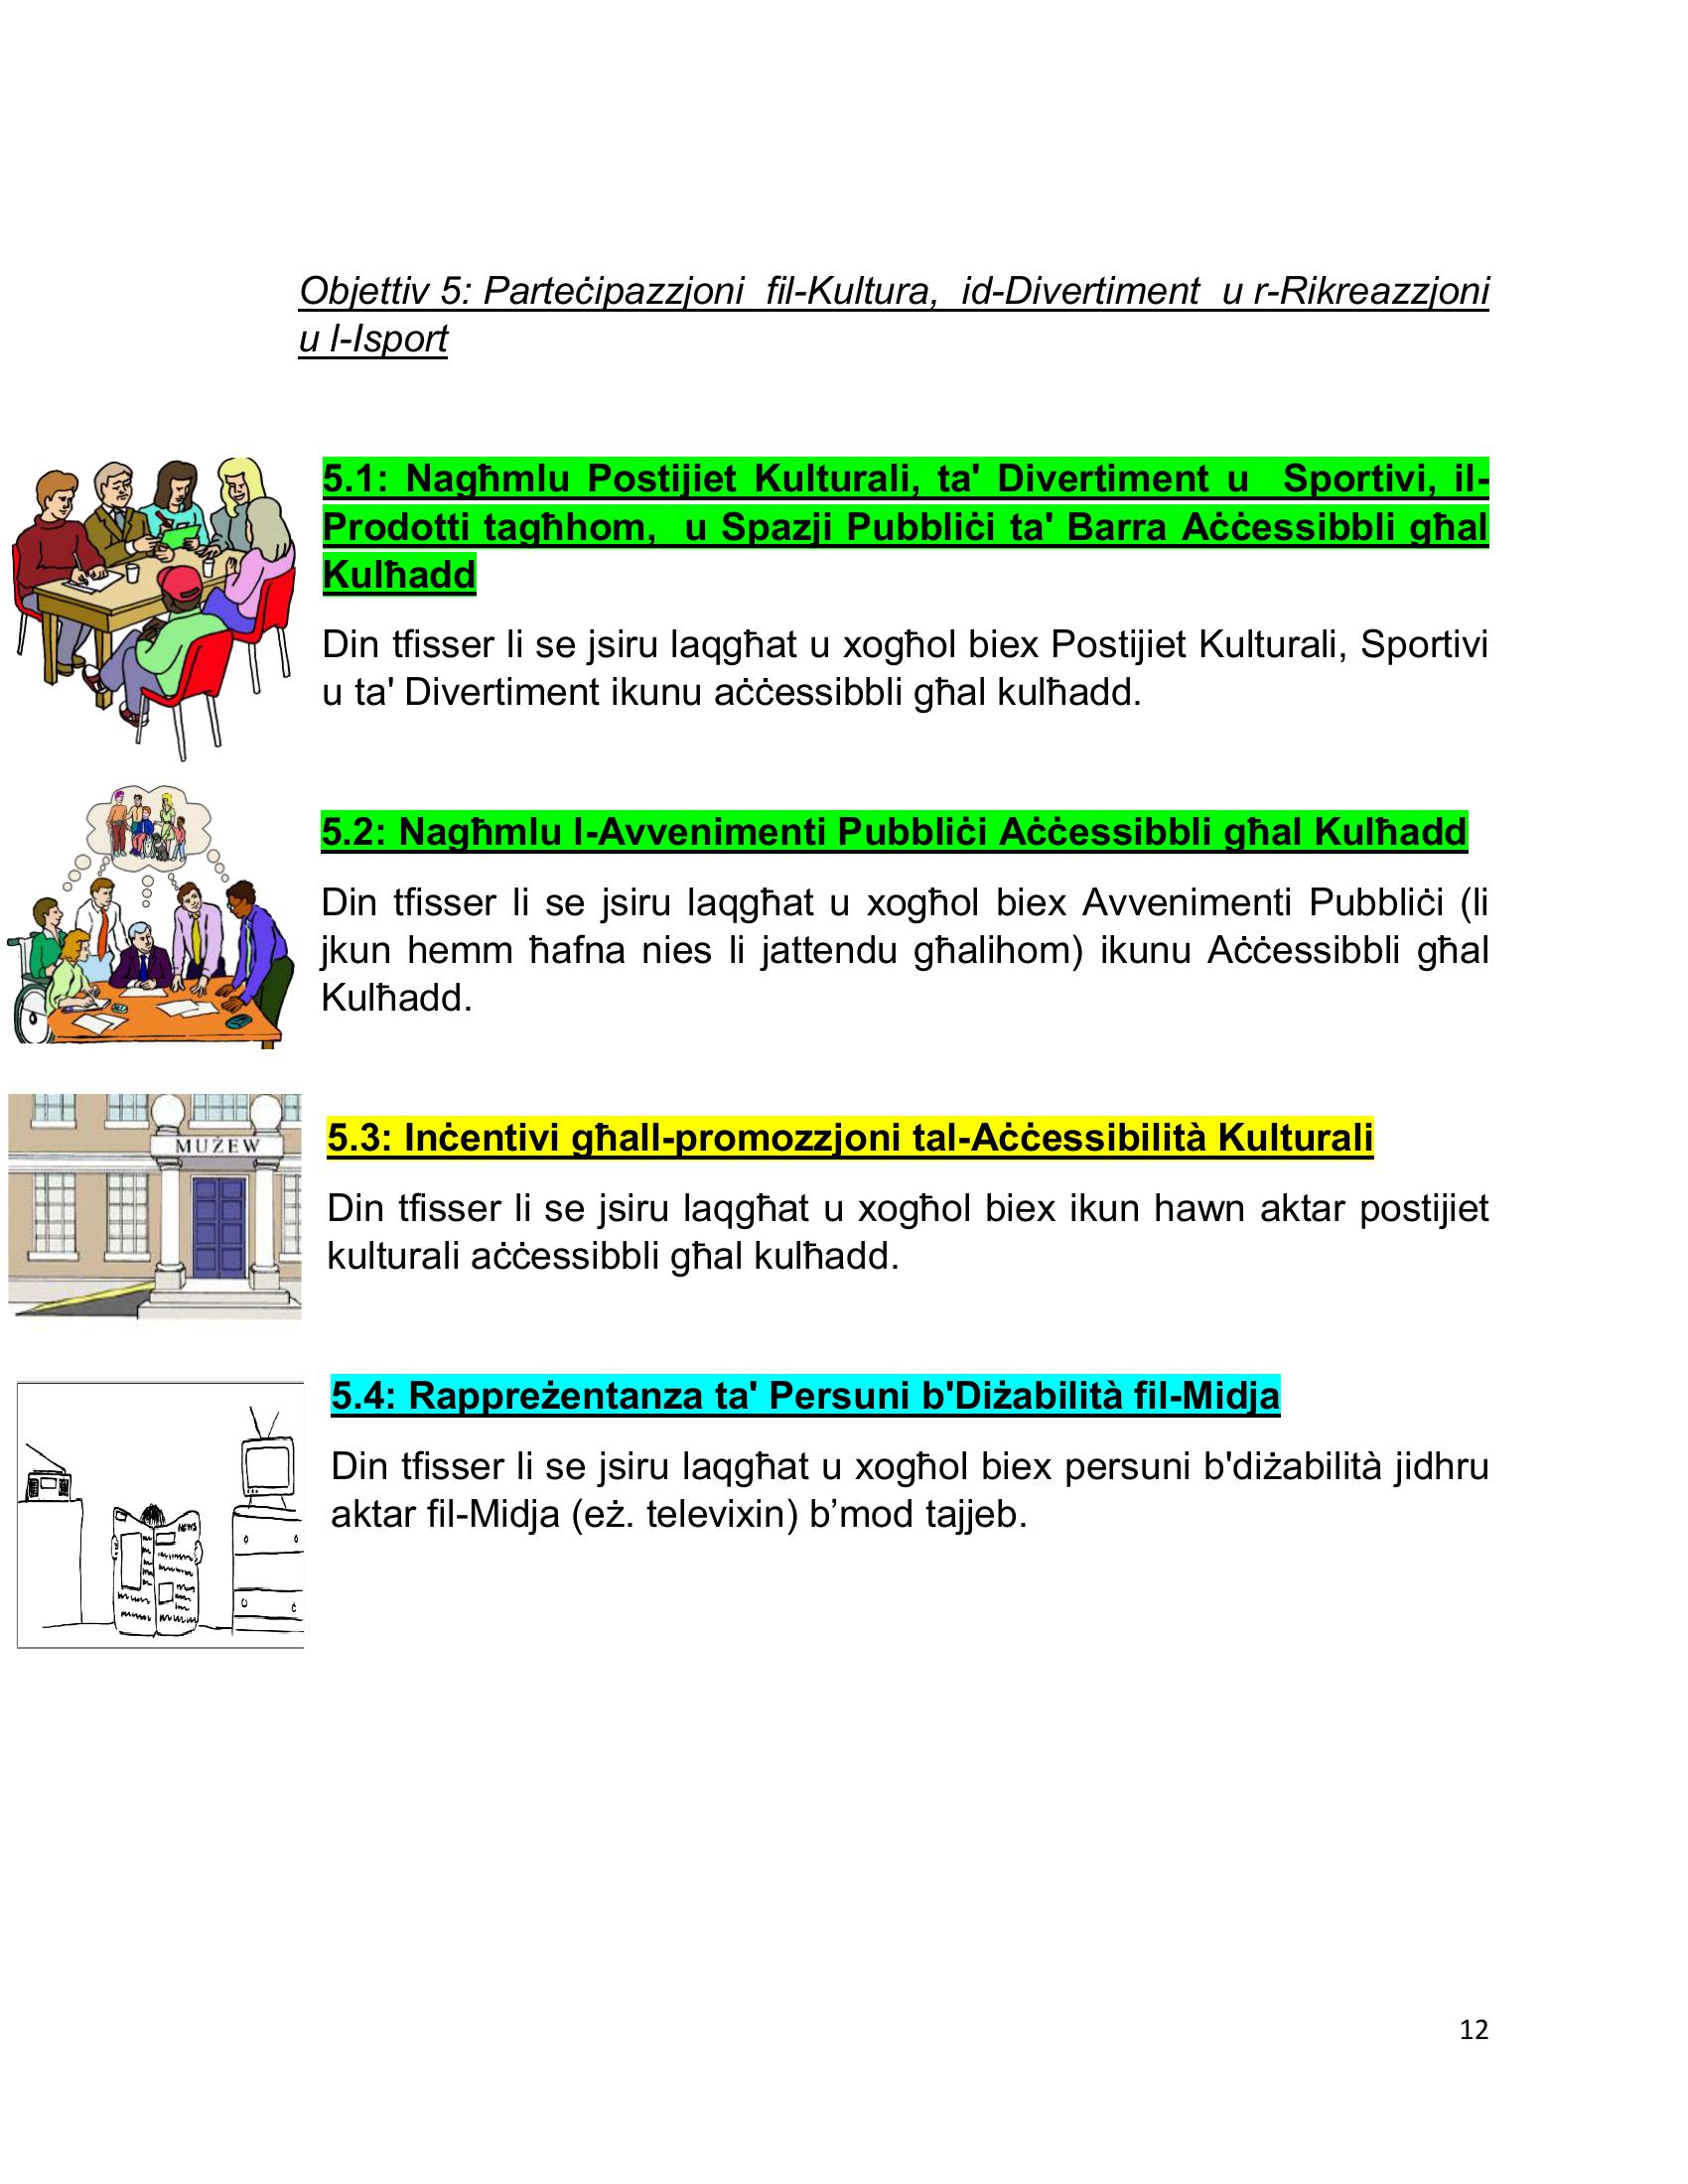 Objettiv 5: Parteċipazzjoni fil-Kultura, id-Divertiment u r-Rikreazzjoni
u l-Isport
5.1: Nagħmlu Postijiet Kulturali, ta' Divertiment u Sportivi, il-
Prodotti tagħhom, u Spazji Pubbliċi ta' Barra Aċċessibbli għal
Kulħadd
Din tfisser li se jsiru laqgħat u xogħol biex Postijiet Kulturali, Sportivi
u ta' Divertiment ikunu aċċessibbli għal kulħadd.
5.2: Nagħmlu l-Avvenimenti Pubbliċi Aċċessibbli għal Kulħadd
Din tfisser li se jsiru laqgħat u xogħol biex Avvenimenti Pubbliċi (li
jkun hemm ħafna nies li jattendu għalihom) ikunu Aċċessibbli għal
Kulħadd.
MUŻEW
5.3: Inċentivi għall-promozzjoni tal-Aċċessibilità Kulturali
Din tfisser li se jsiru laqgħat u xogħol biex ikun hawn aktar postijiet
kulturali aċċessibbli għal kulħadd.
5.4: Rappreżentanza ta' Persuni b'Diżabilità fil-Midja
Din tfisser li se jsiru laqgħat u xogħol biex persuni b'diżabilità jidhru
aktar fil-Midja (eż. televixin) b’mod tajjeb.
NEWS
12